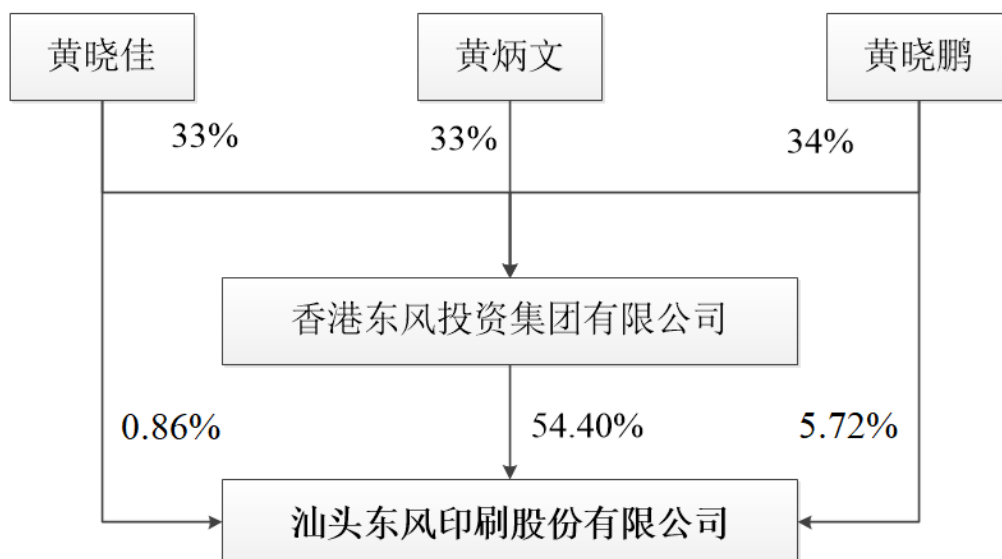 黄晓佳
黄炳文
黄晓鹏
33%
33%
34%
香港东风投资集团有限公司
0.86%
54.40%
5.72%
汕头东风印刷股份有限公司